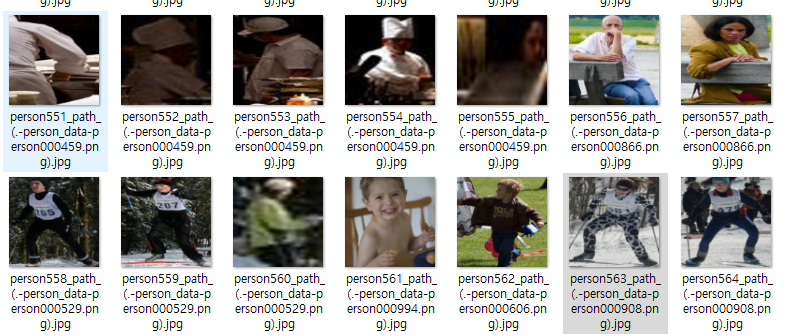 g).jpg g).jpg g).jpg g).jpg g).jpg g).jpg g).jpg
person551_path_ person552_path_ person553_path_ person554_path_ person555_path_ person556_path_ person557_path_
(.-person_data-p (.-person_data-p (.-person_data-p (.-person_data-p (.-person_data-p (.-person_data-p (.-person_data-p
erson000459.pn erson000459.pn erson000459.pn erson000459.pn erson000459.pn erson000866.pn erson000866.pn
g).jpg g).jpg g).jpg g).jpg g).jpg g).jpg g).jpg
207
person558_path_ person559_path_ person560_path_ person561_path_ person562_path_ person563_path_ person564_path_
(.-person_data-p (.-person_data-p (.-person_data-p (.-person_data-p (.-person_data-p (.-person_data-p (.-person_data-p
erson000529.pn erson000529.pn erson000529.pn erson000994.pn erson000606.pn erson000908.pn erson000908.pn
g).jpg g).jpg g).jpg g).jpg g).jpg g).jpg g).jpg